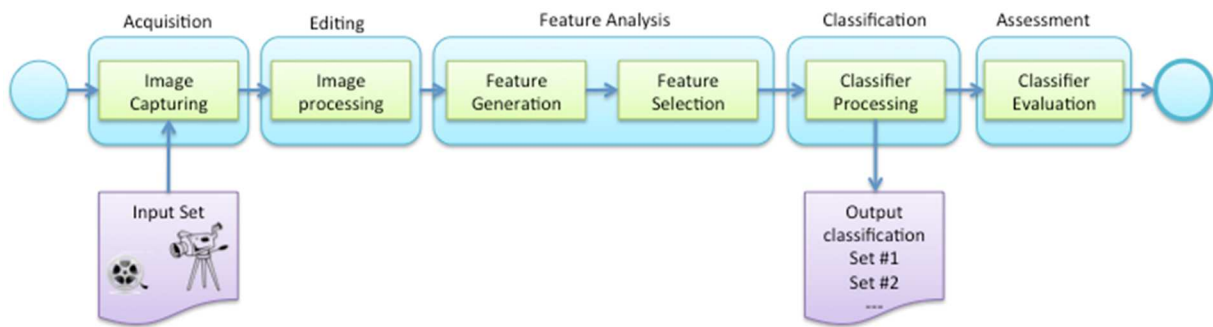 Acquisition
Editing
Feature Analysis
Classification
Assessment
Image
Capturing
Image
processing
Feature
Generation
Feature
Selection
Classifier
Processing
Classifier
Evaluation
Input Set
Output
classification
Set #1
Set #2
---